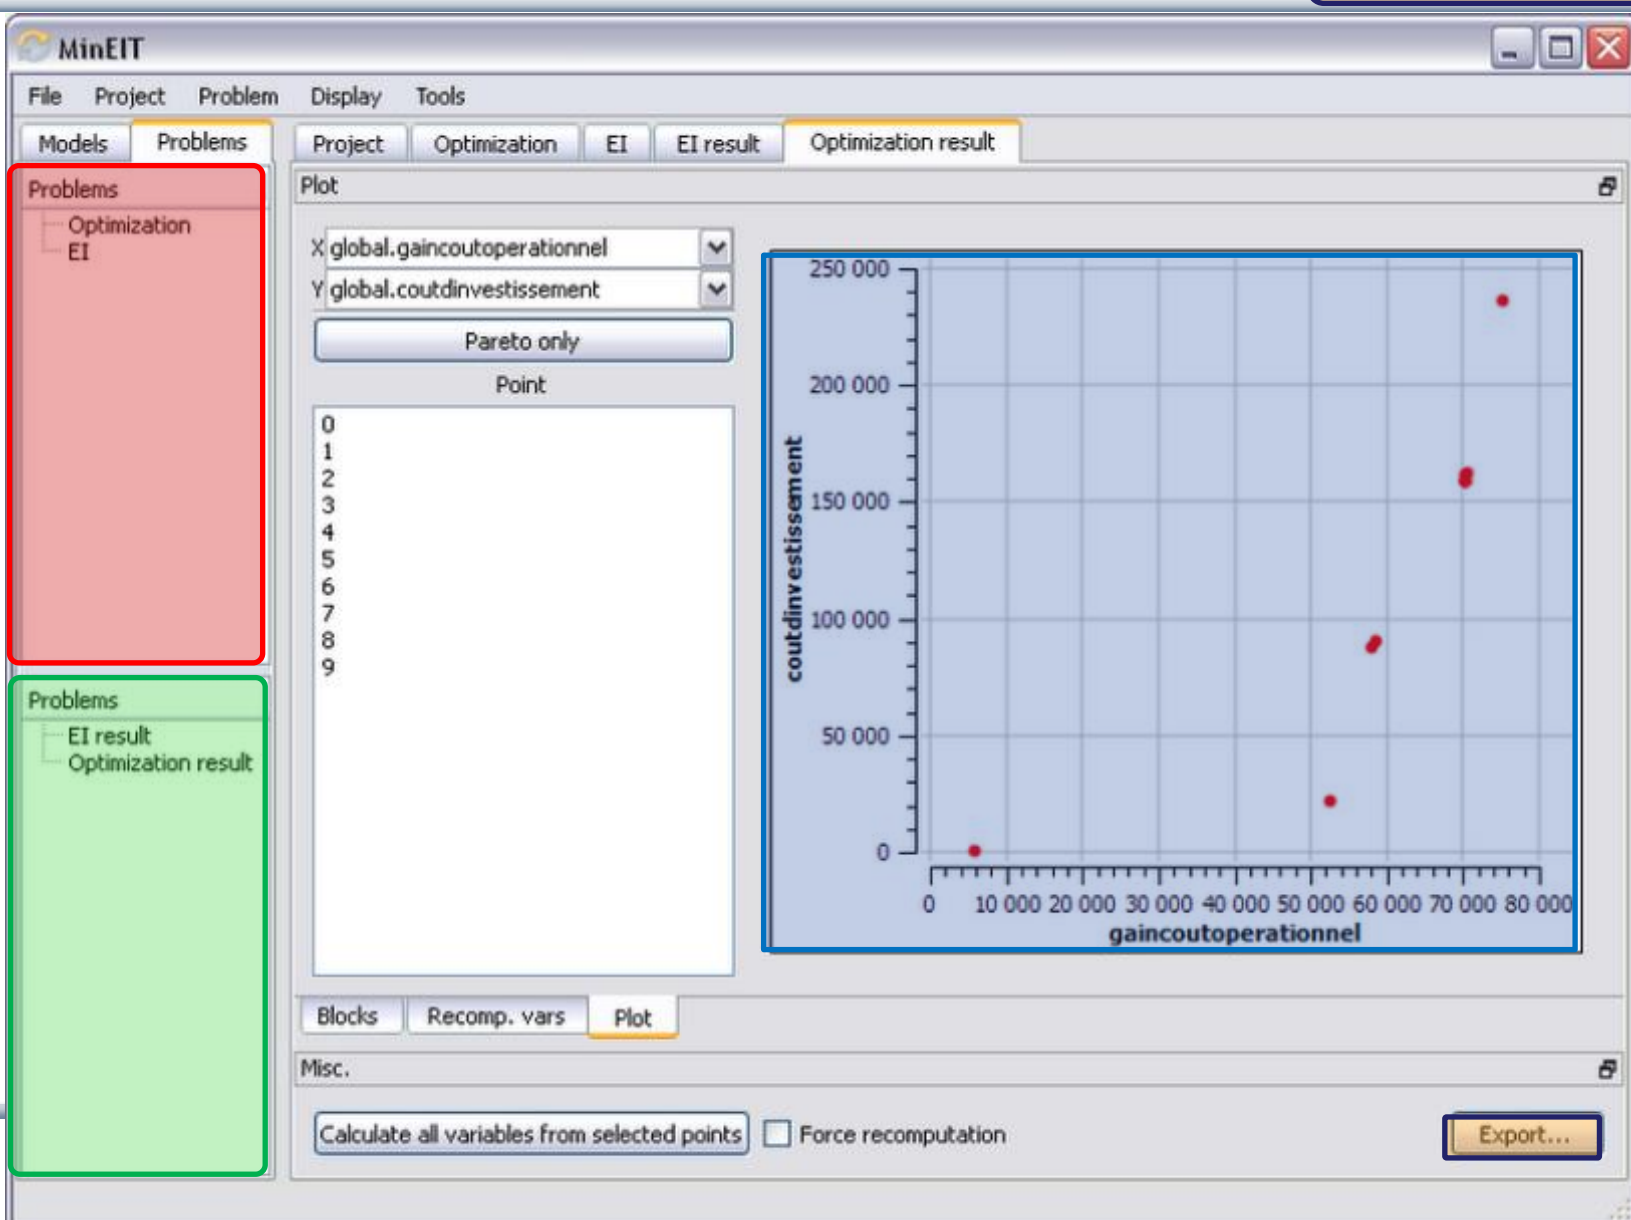 MinEIT
File Project Problem Display Tools
Models Problems
Project Optimization EI EI result Optimization result
Problems
Optimization
EI
Problems
EI result
Optimization result
Plot
X global.gaincoutoperationnel
Y global.coutdinvestissement
Pareto only
Point
0
1
2
3
4
5
6
7
8
9
250 000
200 000
150 000
100 000
50 000
0
coutdinvestissement
0 10 000 20 000 30 000 40 000 50 000 60 000 70 000 80 000
gaincoutoperationnel
Blocks Recomp. vars Plot
Misc.
Calculate all variables from selected points Force recomputation Export...